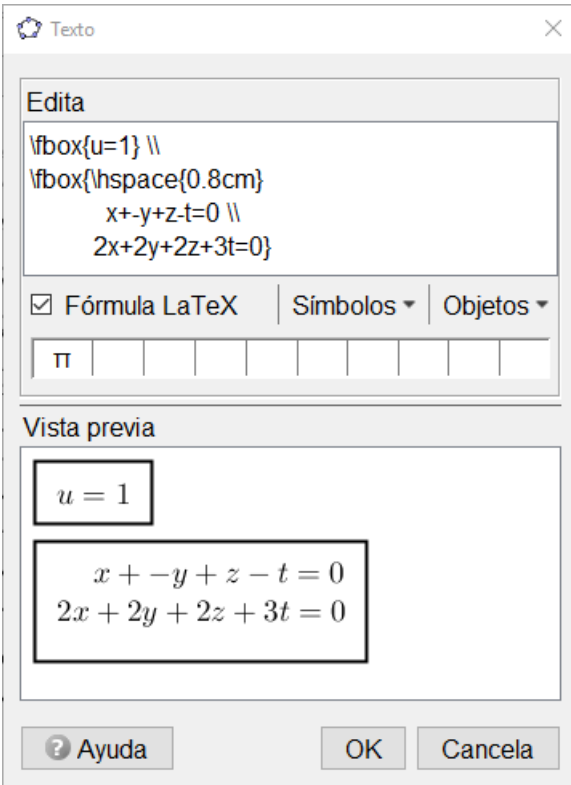 Texto
Edita
\fbox{u=1} \\
\fbox{\hspace{0.8cm}
x+-y+z-t=0 \\
2x+2y+2z+3t=0}
Fórmula LaTeX Símbolos Objetos
π
Vista previa
u = 1
x + −y + z − t = 0
2x + 2y + 2z + 3t = 0
? Ayuda OK Cancela